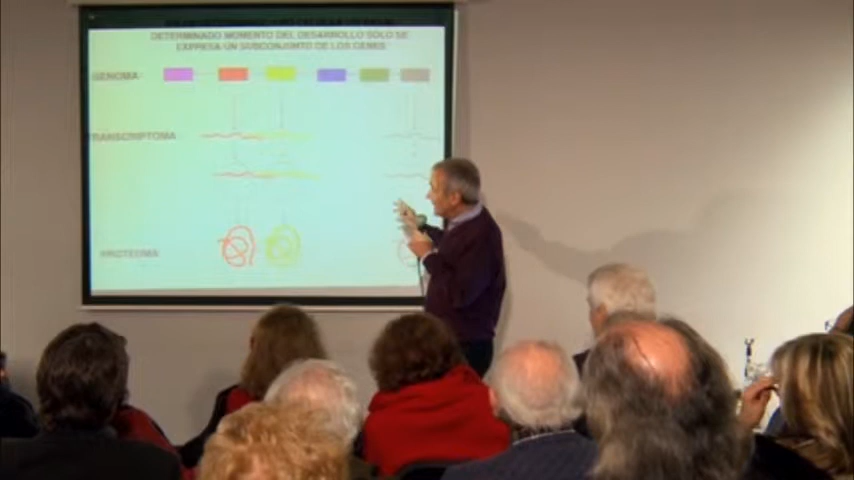 DETERMINADO MOMENTO DEL DESARROLLO SÓLO SE
EXPRESA UN SUBCONJUNTO DE LOS GENES
GENOMA
TRANSCRIPTOMA
PROTEOMA